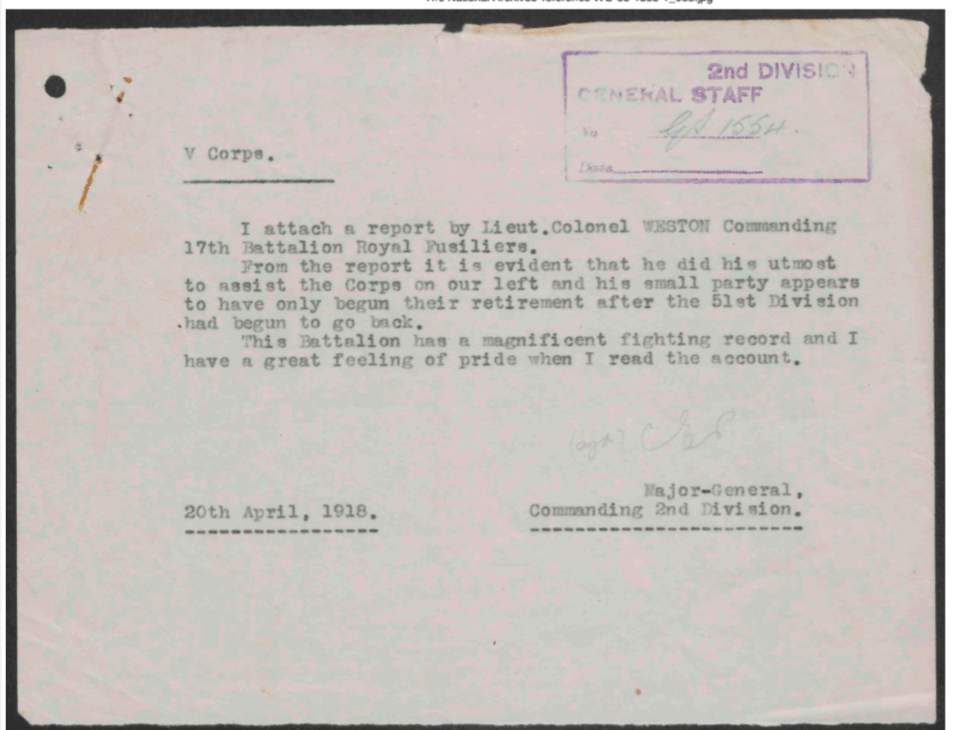 2nd DIVISION
GENERAL STAFF
No GS 1554.
Date
V Corps.
I attach a report by Lieut.Colonel WESTON Commanding
17th Battalion Royal Fusiliers.
From the report it is evident that he did his utmost
to assist the Corps on our left and his small party appears
to have only begun their retirement after the 51st Division
had begun to go back.
This Battalion has a magnificent fighting record and I
have a great feeling of pride when I read the account.
Major-General,
20th April, 1918.
Commanding 2nd Division.